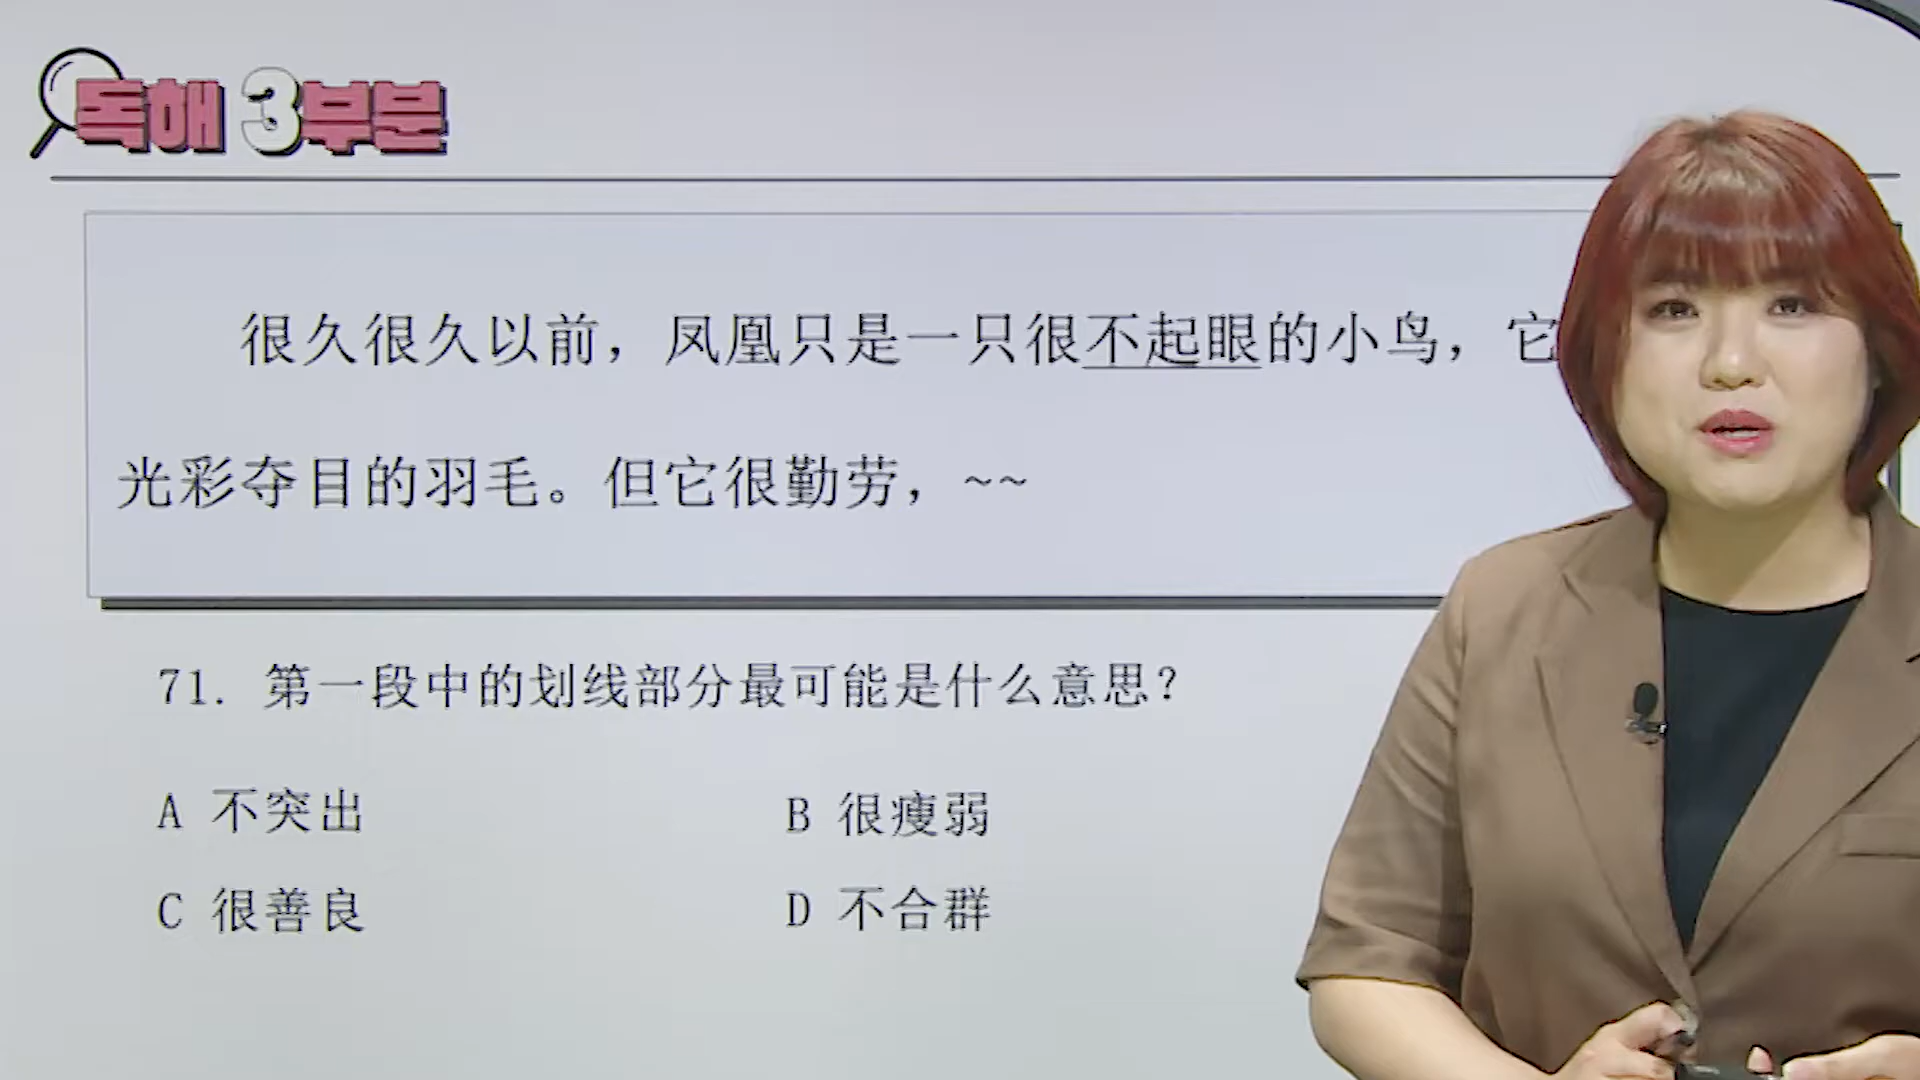 독해 3부분
很久很久以前，凤凰只是一只很不起眼的小鸟，它
光彩夺目的羽毛。但它很勤劳，~~
71. 第一段中的划线部分最可能是什么意思？
A 不突出
B 很瘦弱
C 很善良
D 不合群